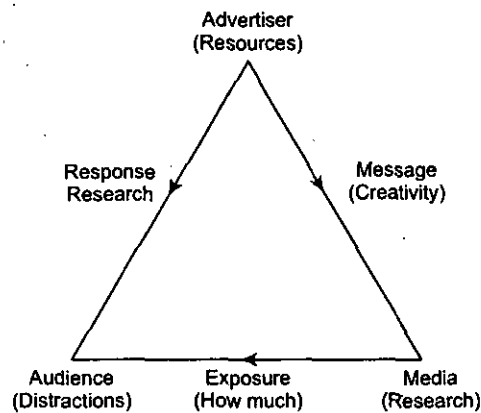 Advertiser
(Resources)
Response
Research
Message
(Creativity)
Audience
(Distractions)
Exposure
(How much)
Media
(Research)